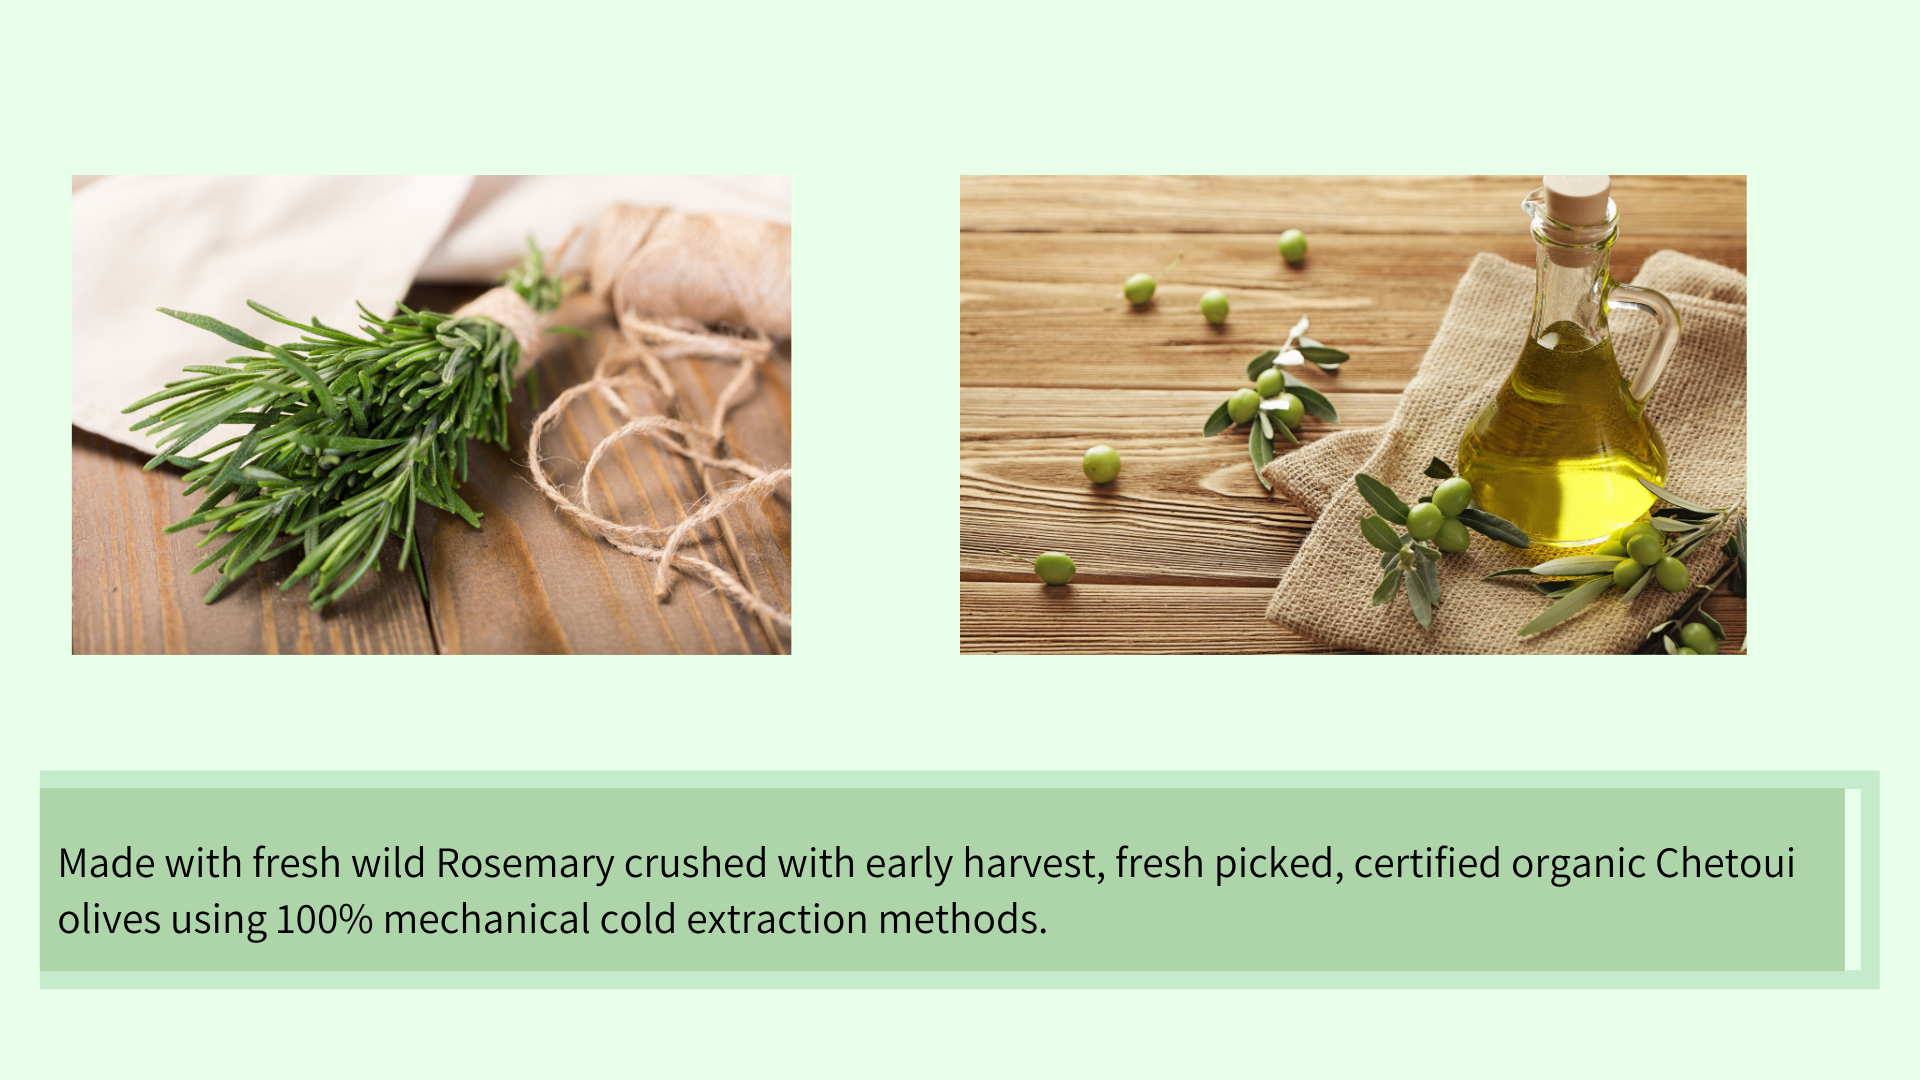 Made with fresh wild Rosemary crushed with early harvest, fresh picked, certified organic Chetoui
olives using 100% mechanical cold extraction methods.